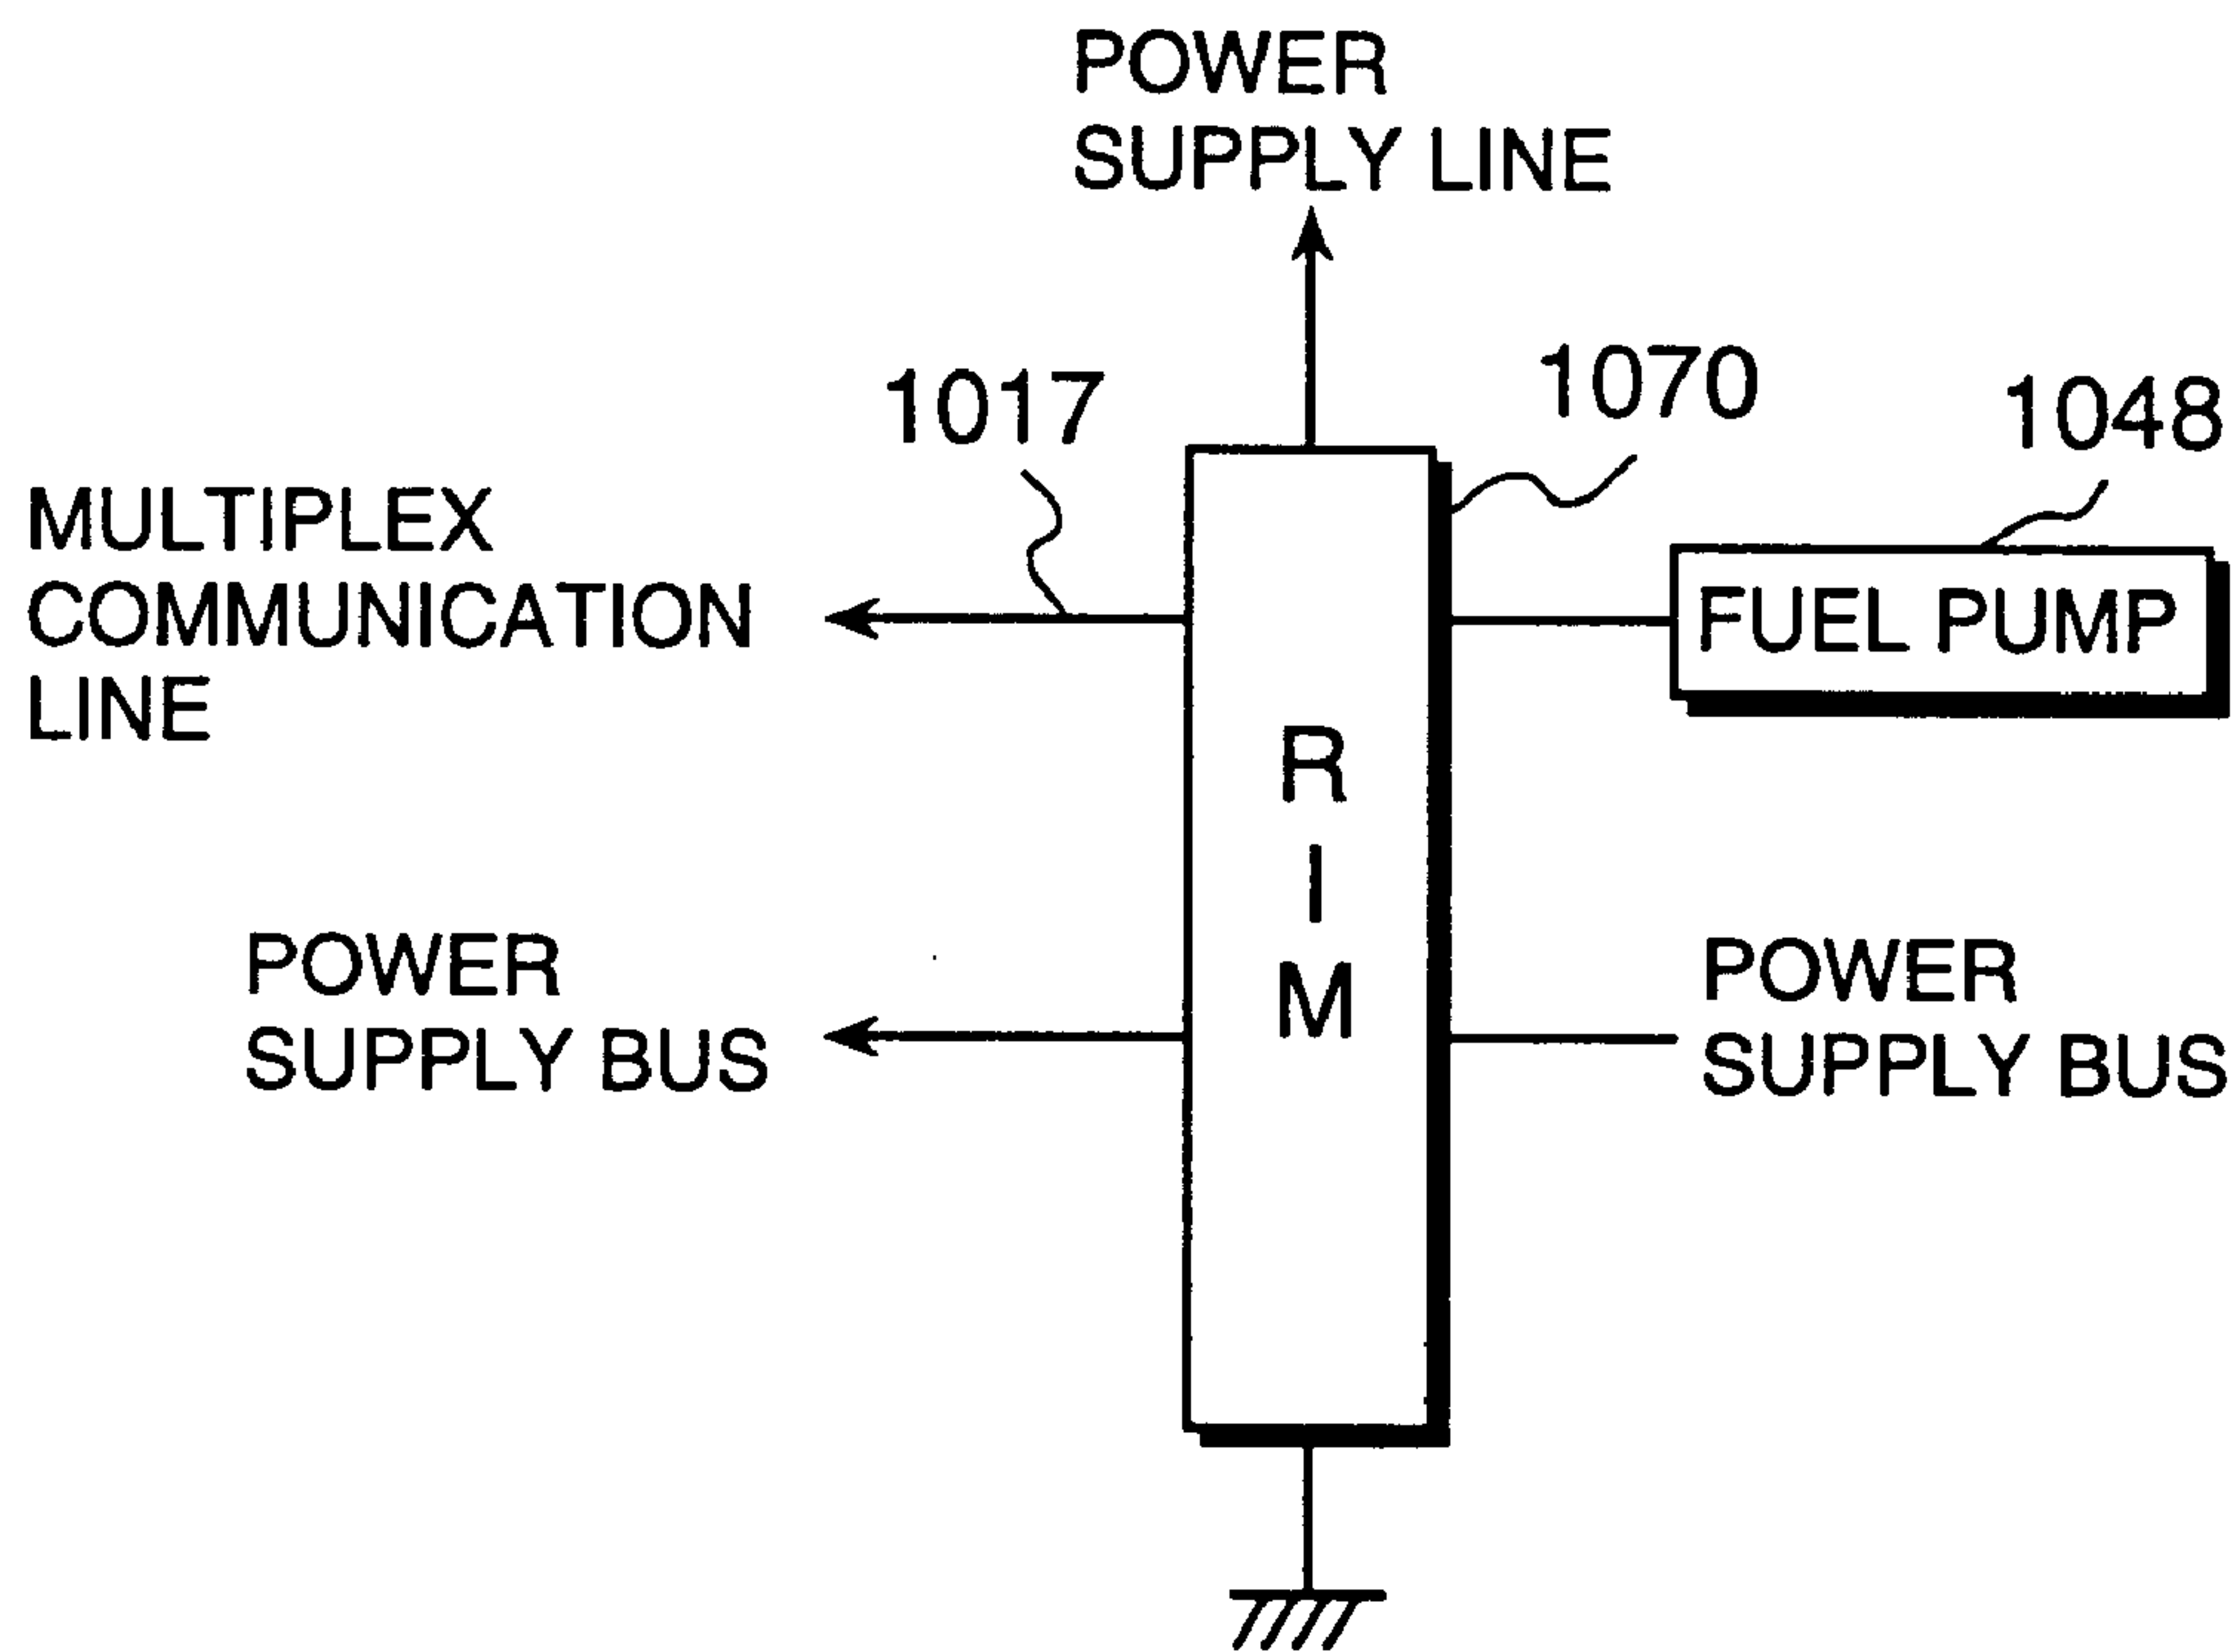 POWER
SUPPLY LINE
1017
1070
1048
MULTIPLEX
COMMUNICATION
LINE
FUEL PUMP
R
I
M
POWER
SUPPLY BUS
POWER
SUPPLY BUS